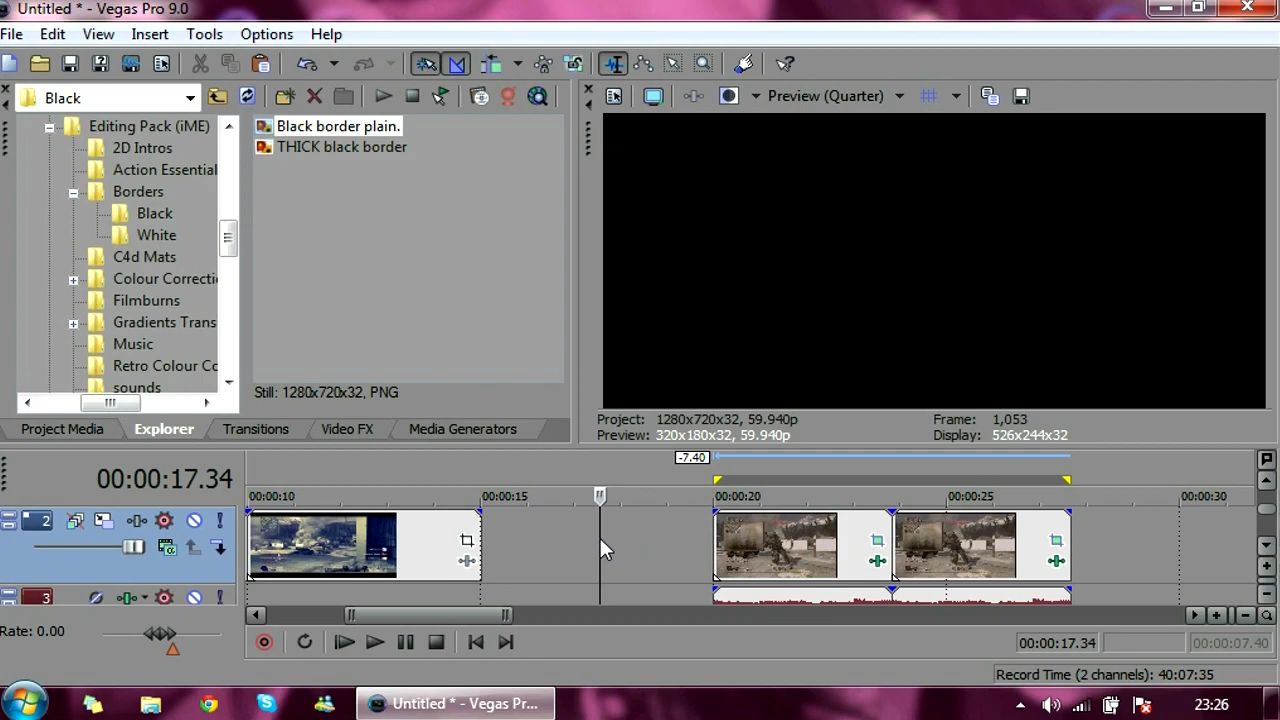 Untitled * - Vegas Pro 9.0
File Edit View Insert Tools Options Help
Black
Preview (Quarter)
Editing Pack (iME)
2D Intros
Action Essential
Borders
Black
White
C4d Mats
Colour Correcti
Filmburns
Gradients Trans
Music
Retro Colour Cc
sounds
Black border plain.
THICK black border
Still: 1280x720x32, PNG
Project: 1280x720x32, 59.940p Frame: 1,053
Preview: 320x180x32, 59.940p Display: 526x244x32
Project Media Explorer Transitions Video FX Media Generators
-7.40
00:00:17.34
00:00:10 00:00:15 00:00:20 00:00:25 00:00:30
2
3
Rate: 0.00
00:00:17.34 00:00:07.40
Record Time (2 channels): 40:07:35
Untitled * - Vegas Pr...
23:26